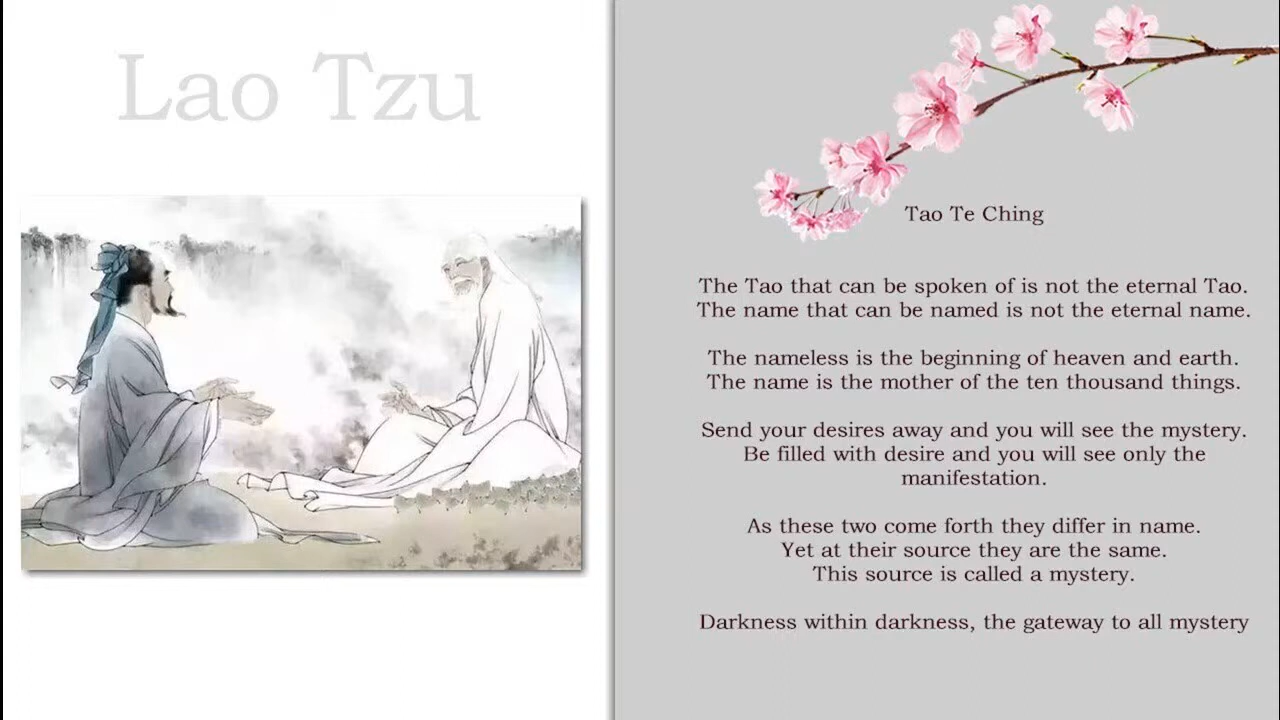 Lao Tzu
Tao Te Ching
The Tao that can be spoken of is not the eternal Tao.
The name that can be named is not the eternal name.
The nameless is the beginning of heaven and earth.
The name is the mother of the ten thousand things.
Send your desires away and you will see the mystery.
Be filled with desire and you will see only the
manifestation.
As these two come forth they differ in name.
Yet at their source they are the same.
This source is called a mystery.
Darkness within darkness, the gateway to all mystery